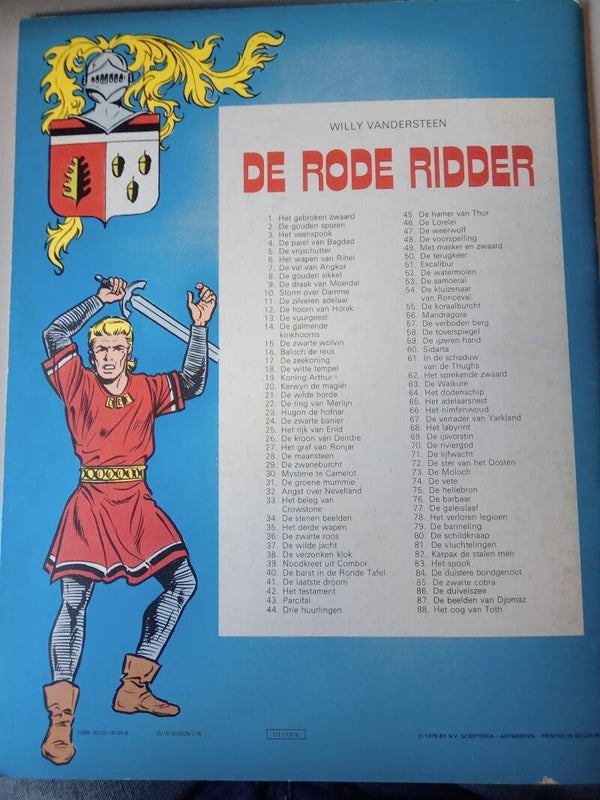 WILLY VANDERSTEEN
DE RODE RIDDER
1. Het gebroken zwaard
2. De gouden sporen
3. Het veenspook
4. De parel van Bagdad
5. De vrijschutter
6. Het wapen van Rihei
7. De val van Angkor
8. De gouden sikkel
9. De draak van Moerdal
10. Storm over Damme
11. De zilveren adelaar
12. De hoorn van Horak
13. De vuurgeest
14. De galmende
kinkhoorns
15. De zwarte wolvin
16. Baloch de reus
17. De zeekoning
18. De witte tempel
19. Koning Arthur
20. Kerwyn de magiër
21. De wilde horde
22. De ring van Merlijn
23. Hugon de hofnar
24. De zwarte banier
25. Het rijk van Enid
26. De kroon van Deirdre
27. Het graf van Ronjar
28. De maansteen
29. De zwaneburcht
30. Mysterie te Camelot
31. De groene mummie
32. Angst over Nevelland
33. Het beleg van
Crowstone
34. De stenen beelden
35. Het derde wapen
36. De zwarte roos
37. De wilde jacht
38. De verzonken klok
39. Noodkreet uit Combor
40. De barst in de Ronde Tafel
41. De laatste droom
42. Het testament
43. Parcifal
44. Drie huurlingen
45. De hamer van Thor
46. De Lorelei
47. De weerwolf
48. De voorspelling
49. Met masker en zwaard
50. De terugkeer
51. Excalibur
52. De watermolen
53. De samoerai
54. De kluizenaar
van Ronceval
55. De koraalburcht
56. Mandragora
57. De verboden berg
58. De toverspiegel
59. De ijzeren hand
60. Sidarta
61. In de schaduw
van de Thughs
62. Het sprekende zwaard
63. De Walkure
64. Het dodenschip
65. Het adelaarsnest
66. Het nimfenwoud
67. De verrader van Yarkland
68. Het labyrint
69. De ijsvorstin
70. De riviergod
71. De lijfwacht
72. De ster van het Oosten
73. De Moloch
74. De vete
75. De hellebron
76. De barbaar
77. De galeislaaf
78. Het verloren legioen
79. De banneling
80. De schildknaap
81. De vluchtelingen
82. Karpax de stalen man
83. Het spook
84. De duistere bondgenoot
85. De zwarte cobra
86. De duivelszee
87. De beelden van Djomaz
88. Het oog van Toth
1/11/1978
© 1978 BY N.V. SCRIPTORIA - ANTWERPEN - PRINTED IN BELGIUM